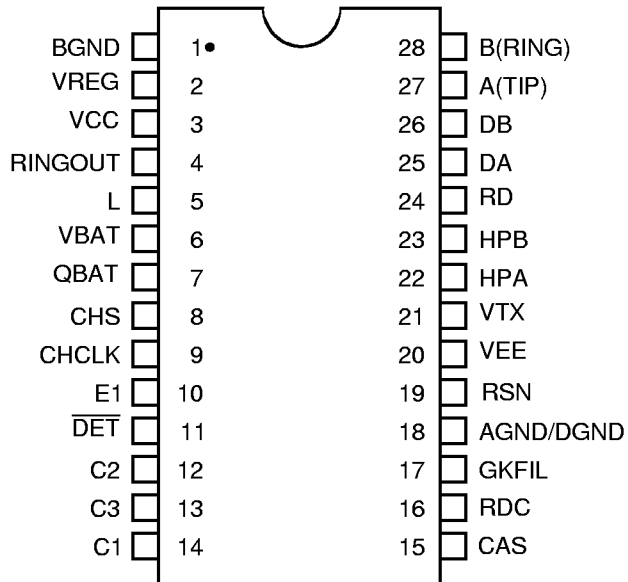 BGND 1 28 B(RING)
VREG 2 27 A(TIP)
VCC 3 26 DB
RINGOUT 4 25 DA
L 5 24 RD
VBAT 6 23 HPB
QBAT 7 22 HPA
CHS 8 21 VTX
CHCLK 9 20 VEE
E1 10 19 RSN
D̅E̅T̅ 11 18 AGND/DGND
C2 12 17 GKFIL
C3 13 16 RDC
C1 14 15 CAS